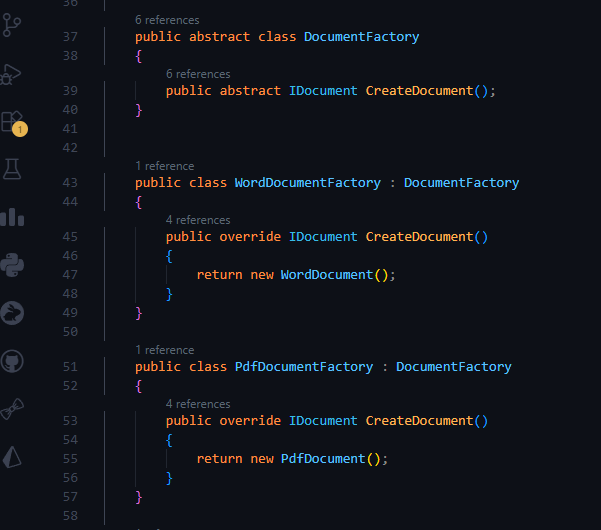 36
6 references
37 public abstract class DocumentFactory
38 {
6 references
39 public abstract IDocument CreateDocument();
40 }
41
42
1 reference
43 public class WordDocumentFactory : DocumentFactory
44 {
4 references
45 public override IDocument CreateDocument()
46 {
47 return new WordDocument();
48 }
49 }
50
1 reference
51 public class PdfDocumentFactory : DocumentFactory
52 {
4 references
53 public override IDocument CreateDocument()
54 {
55 return new PdfDocument();
56 }
57 }
58
1